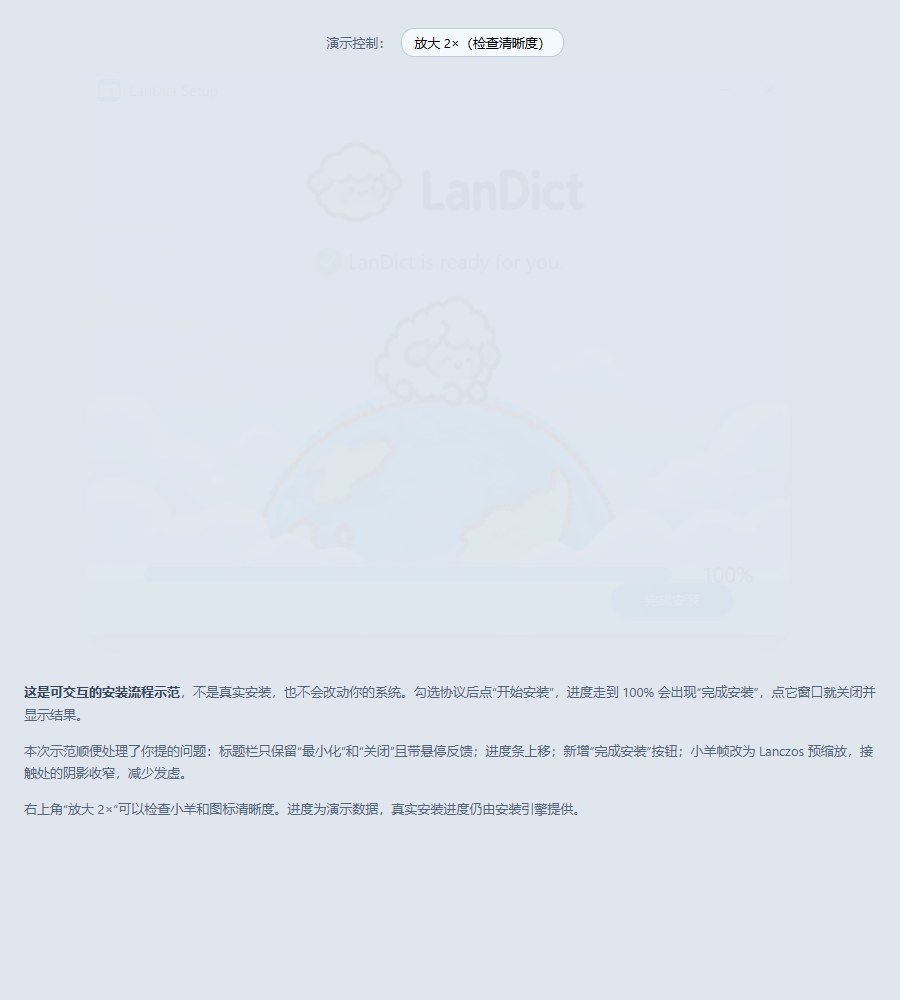 演示控制： 放大 2×（检查清晰度）
LanDict Setup
LanDict
LanDict is ready for you.
100%
完成安装
这是可交互的安装流程示范，不是真实安装，也不会改动你的系统。勾选协议后点“开始安装”，进度走到 100% 会出现“完成安装”，点它窗口就关闭并
显示结果。
本次示范顺便处理了你提的问题：标题栏只保留“最小化”和“关闭”且带悬停反馈；进度条上移；新增“完成安装”按钮；小羊帧改为 Lanczos 预缩放，接
触处的阴影收窄，减少发虚。
右上角“放大 2×”可以检查小羊和图标清晰度。进度为演示数据，真实安装进度仍由安装引擎提供。